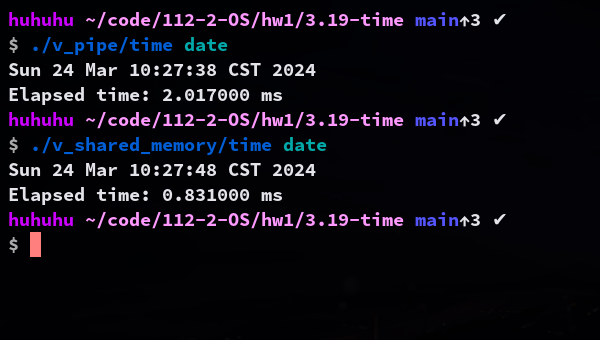 huhuhu ~/code/112-2-OS/hw1/3.19-time main↑3 ✔
$ ./v_pipe/time date
Sun 24 Mar 10:27:38 CST 2024
Elapsed time: 2.017000 ms
huhuhu ~/code/112-2-OS/hw1/3.19-time main↑3 ✔
$ ./v_shared_memory/time date
Sun 24 Mar 10:27:48 CST 2024
Elapsed time: 0.831000 ms
huhuhu ~/code/112-2-OS/hw1/3.19-time main↑3 ✔
$